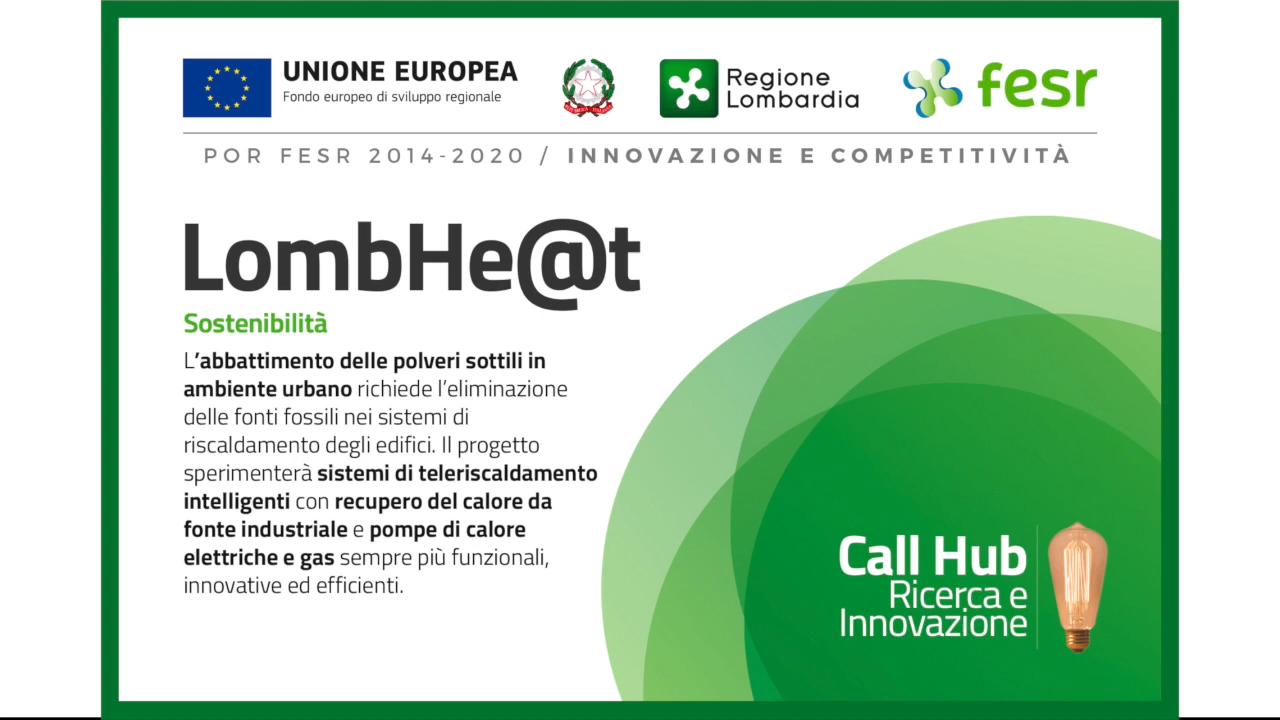 UNIONE EUROPEA
Fondo europeo di sviluppo regionale
Regione
Lombardia
fesr
POR FESR 2014-2020 / INNOVAZIONE E COMPETITIVITÀ
LombHe@t
Sostenibilità
L'abbattimento delle polveri sottili in
ambiente urbano richiede l'eliminazione
delle fonti fossili nei sistemi di
riscaldamento degli edifici. Il progetto
sperimenterà sistemi di teleriscaldamento
intelligenti con recupero del calore da
fonte industriale e pompe di calore
elettriche e gas sempre più funzionali,
innovative ed efficienti.
Call Hub
Ricerca e
Innovazione